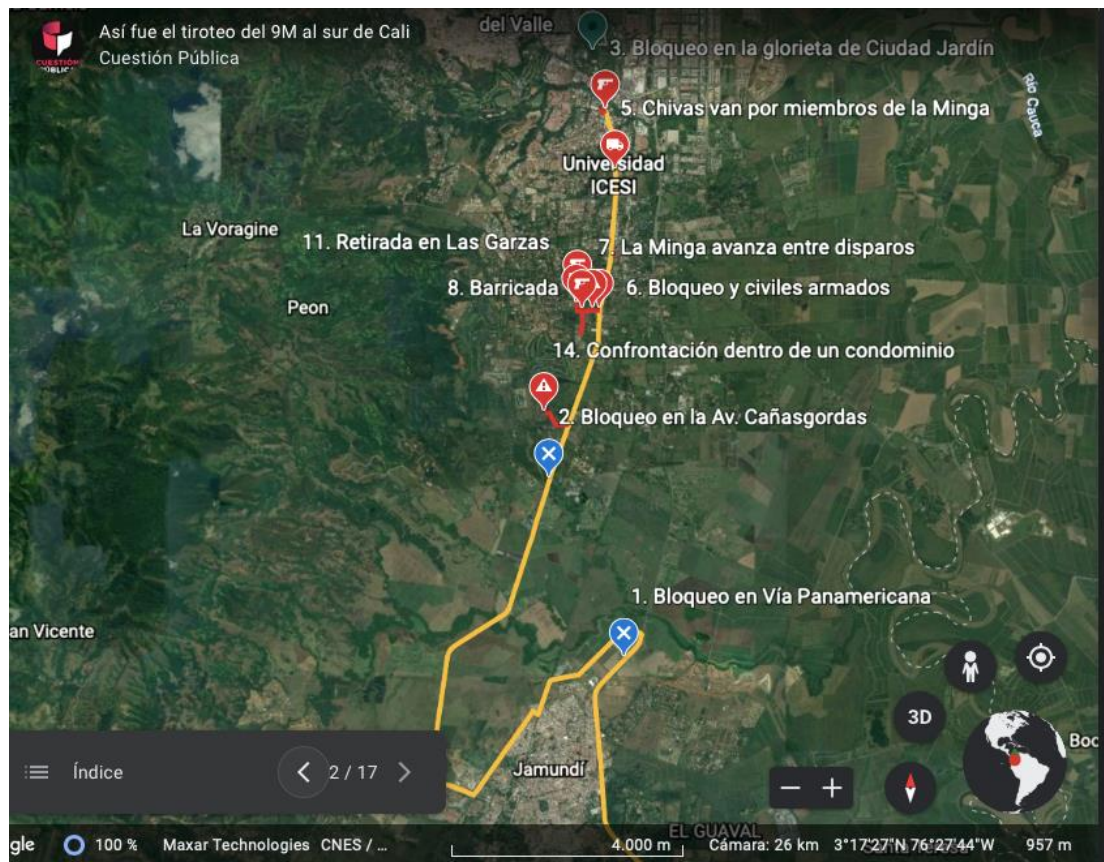 del Valle
Así fue el tiroteo del 9M al sur de Cali
Cuestión Pública
CUESTIÓN
PÚBLICA
3. Bloqueo en la glorieta de Ciudad Jardín
Río Cauca
5. Chivas van por miembros de la Minga
Universidad
ICESI
La Voragine
11. Retirada en Las Garzas
7. La Minga avanza entre disparos
8. Barricada
6. Bloqueo y civiles armados
Peon
14. Confrontación dentro de un condominio
2. Bloqueo en la Av. Cañasgordas
1. Bloqueo en Vía Panamericana
an Vicente
3D
Boc
Índice
2 / 17
Jamundí
EL GUAVAL
gle
100 %
Maxar Technologies CNES / ...
4.000 m
Cámara: 26 km
3°17'27"N 76°27'44"W
957 m